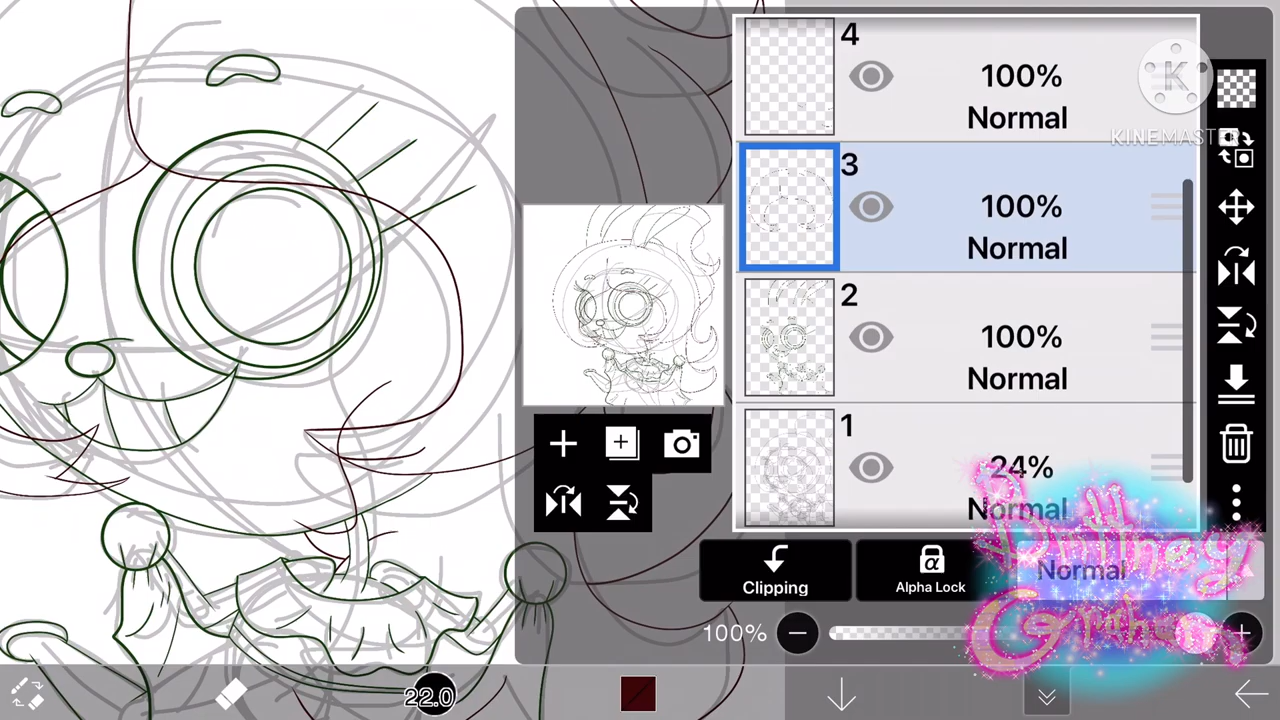 4
100%
Normal
K
KINEMASTER
3
100%
Normal
2
100%
Normal
1
24%
Normal
Clipping
α
Alpha Lock
Normal
100%
22.0